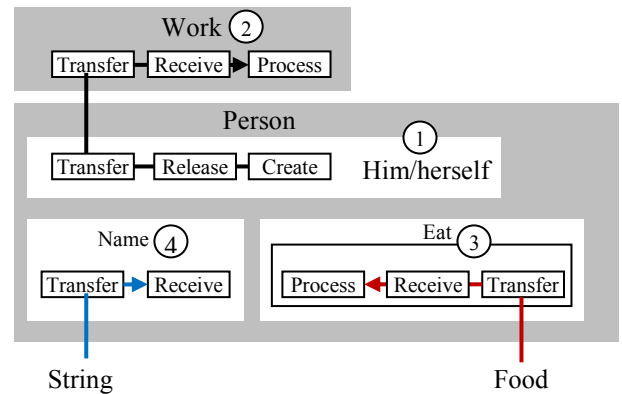 Work 2
Transfer Receive Process
Person
1
Transfer Release Create Him/herself
Name 4
Transfer Receive
Eat 3
Process Receive Transfer
String Food